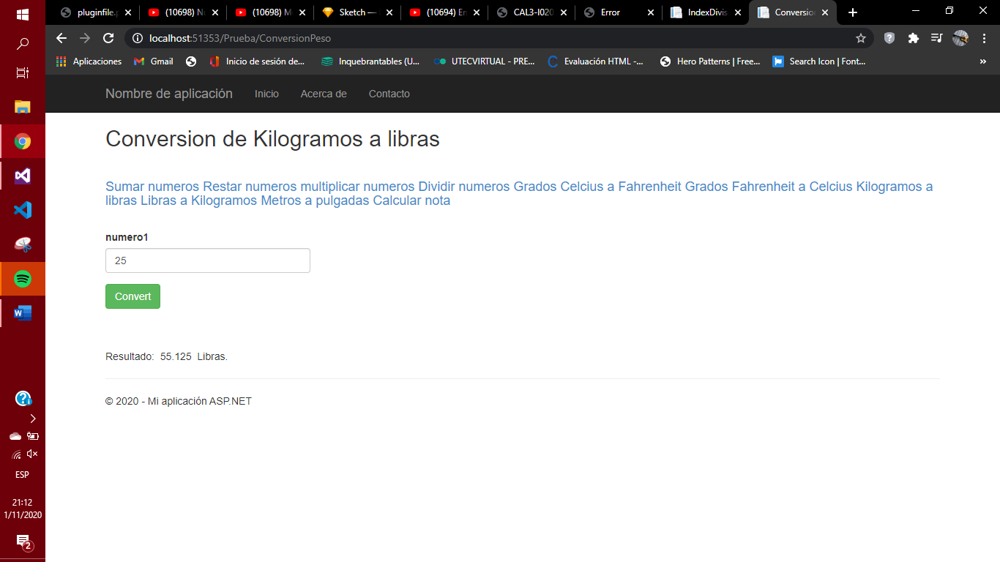 pluginfile.p
(10698) Nu
(10698) M
Sketch —
(10694) En
CAL3-I020
Error
IndexDivis
Conversion
localhost:51353/Prueba/ConversionPeso
Aplicaciones Gmail Inicio de sesión de... Inquebrantables (U... UTECVIRTUAL - PRE... Evaluación HTML -... Hero Patterns | Free... Search Icon | Font... »
Nombre de aplicación Inicio Acerca de Contacto
Conversion de Kilogramos a libras
Sumar numeros Restar numeros multiplicar numeros Dividir numeros Grados Celcius a Fahrenheit Grados Fahrenheit a Celcius Kilogramos a
libras Libras a Kilogramos Metros a pulgadas Calcular nota
numero1
25
Convert
Resultado: 55.125 Libras.
© 2020 - Mi aplicación ASP.NET
ESP
21:12
1/11/2020
2